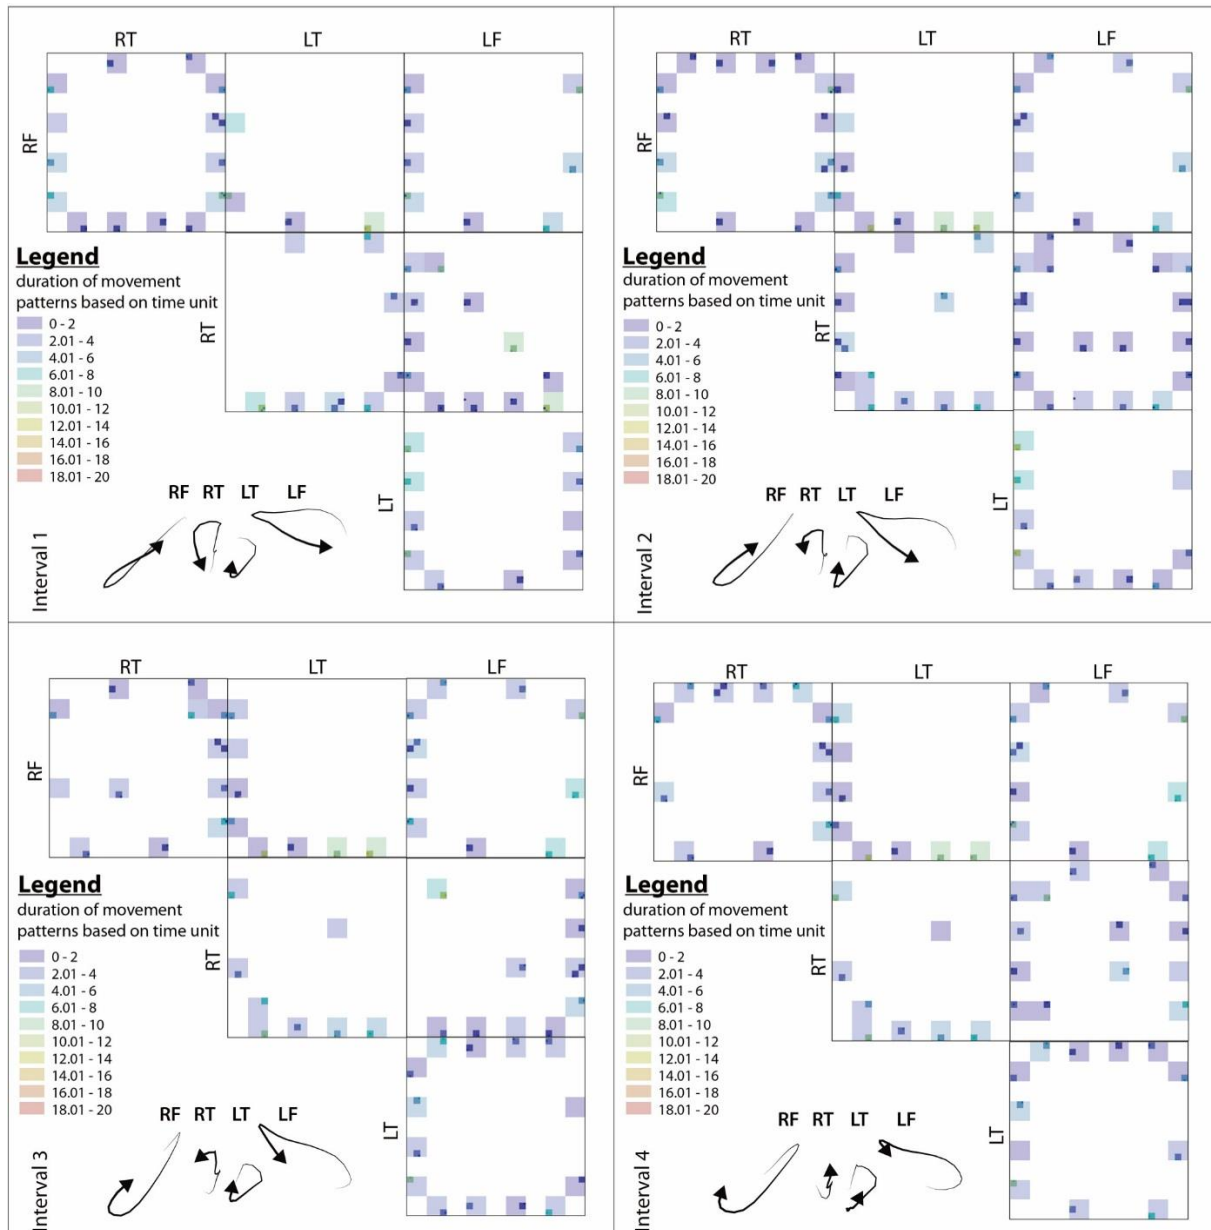 RT LT LF
RF
Legend
duration of movement
patterns based on time unit
0 - 2
2.01 - 4
4.01 - 6
6.01 - 8
8.01 - 10
10.01 - 12
12.01 - 14
14.01 - 16
16.01 - 18
18.01 - 20
RT
LT
RF RT LT LF
Interval 1
RT LT LF
RF
Legend
duration of movement
patterns based on time unit
0 - 2
2.01 - 4
4.01 - 6
6.01 - 8
8.01 - 10
10.01 - 12
12.01 - 14
14.01 - 16
16.01 - 18
18.01 - 20
RT
LT
RF RT LT LF
Interval 2
RT LT LF
RF
Legend
duration of movement
patterns based on time unit
0 - 2
2.01 - 4
4.01 - 6
6.01 - 8
8.01 - 10
10.01 - 12
12.01 - 14
14.01 - 16
16.01 - 18
18.01 - 20
RT
LT
RF RT LT LF
Interval 3
RT LT LF
RF
Legend
duration of movement
patterns based on time unit
0 - 2
2.01 - 4
4.01 - 6
6.01 - 8
8.01 - 10
10.01 - 12
12.01 - 14
14.01 - 16
16.01 - 18
18.01 - 20
RT
LT
RF RT LT LF
Interval 4